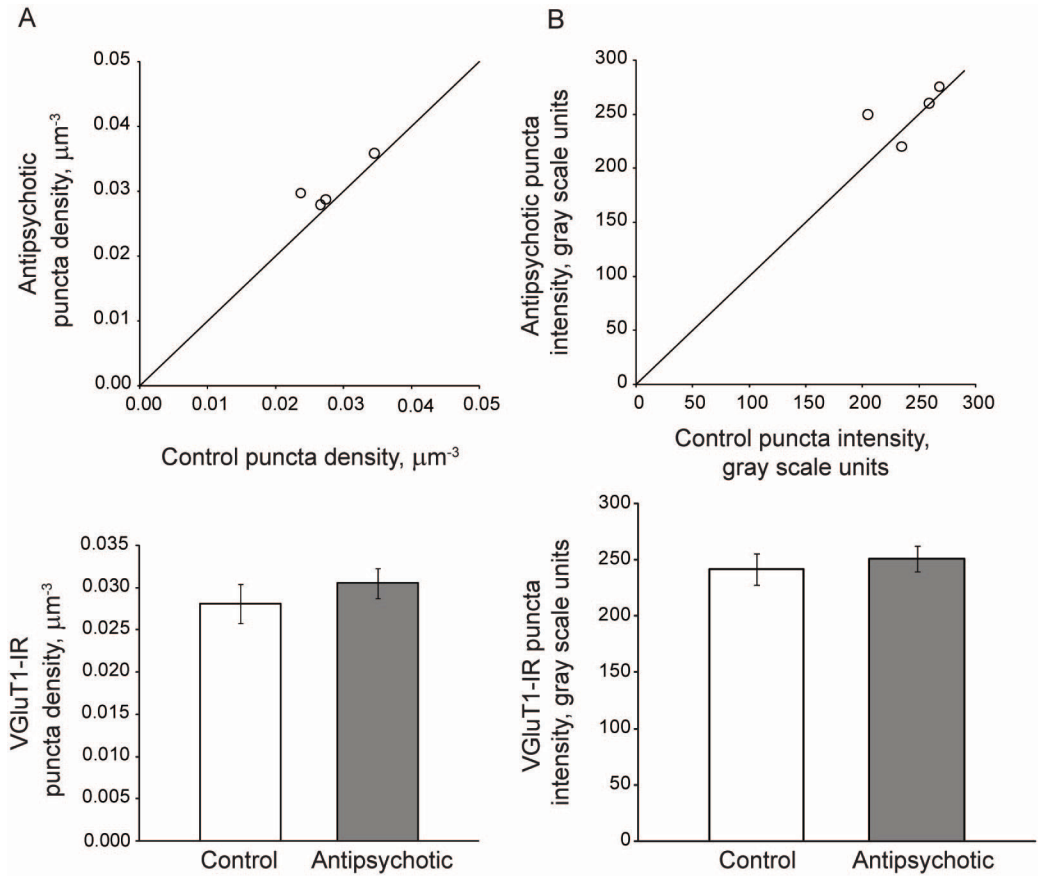 A
Antipsychotic
puncta density, μm-3
0.05
0.04
0.03
0.02
0.01
0.00
0.00 0.01 0.02 0.03 0.04 0.05
Control puncta density, μm-3
B
Antipsychotic puncta
intensity, gray scale units
300
250
200
150
100
50
0
0 50 100 150 200 250 300
Control puncta intensity,
gray scale units
VGluT1-IR
puncta density, μm-3
0.035
0.030
0.025
0.020
0.015
0.010
0.005
0.000
Control Antipsychotic
VGluT1-IR puncta
intensity, gray scale units
300
250
200
150
100
50
0
Control Antipsychotic